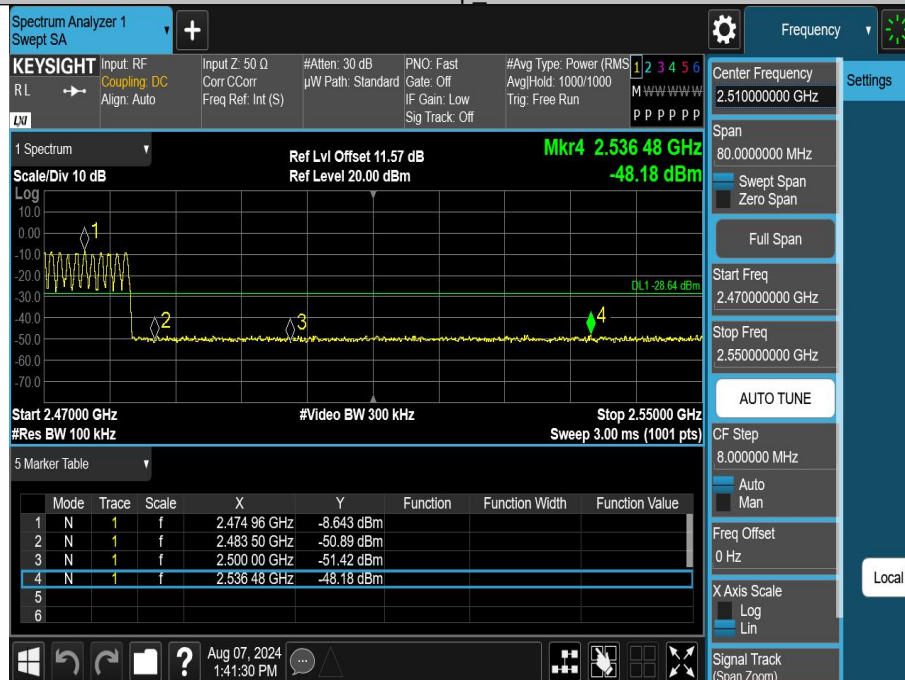 Spectrum Analyzer 1
Swept SA
+
Frequency
KEYSIGHT
RL
LXI
Input: RF
Coupling: DC
Align: Auto
Input Z: 50 Ω
Corr CCorr
Freq Ref: Int (S)
#Atten: 30 dB
µW Path: Standard
PNO: Fast
Gate: Off
IF Gain: Low
Sig Track: Off
#Avg Type: Power (RMS
Avg|Hold: 1000/1000
Trig: Free Run
1 2 3 4 5 6
M W W W W W
P P P P P P
1 Spectrum
Scale/Div 10 dB
Ref Lvl Offset 11.57 dB
Ref Level 20.00 dBm
Mkr4 2.536 48 GHz
-48.18 dBm
Log
10.0
0.00
-10.0
-20.0
-30.0
-40.0
-50.0
-60.0
-70.0
1
2
3
4
DL1 -28.64 dBm
Start 2.47000 GHz
#Res BW 100 kHz
#Video BW 300 kHz
Stop 2.55000 GHz
Sweep 3.00 ms (1001 pts)
5 Marker Table
Mode Trace Scale X Y Function Function Width Function Value
1 N 1 f 2.474 96 GHz -8.643 dBm
2 N 1 f 2.483 50 GHz -50.89 dBm
3 N 1 f 2.500 00 GHz -51.42 dBm
4 N 1 f 2.536 48 GHz -48.18 dBm
5
6
Aug 07, 2024
1:41:30 PM
?
Center Frequency
2.510000000 GHz
Settings
Span
80.0000000 MHz
Swept Span
Zero Span
Full Span
Start Freq
2.470000000 GHz
Stop Freq
2.550000000 GHz
AUTO TUNE
CF Step
8.000000 MHz
Auto
Man
Freq Offset
0 Hz
Local
X Axis Scale
Log
Lin
Signal Track
(Span Zoom)